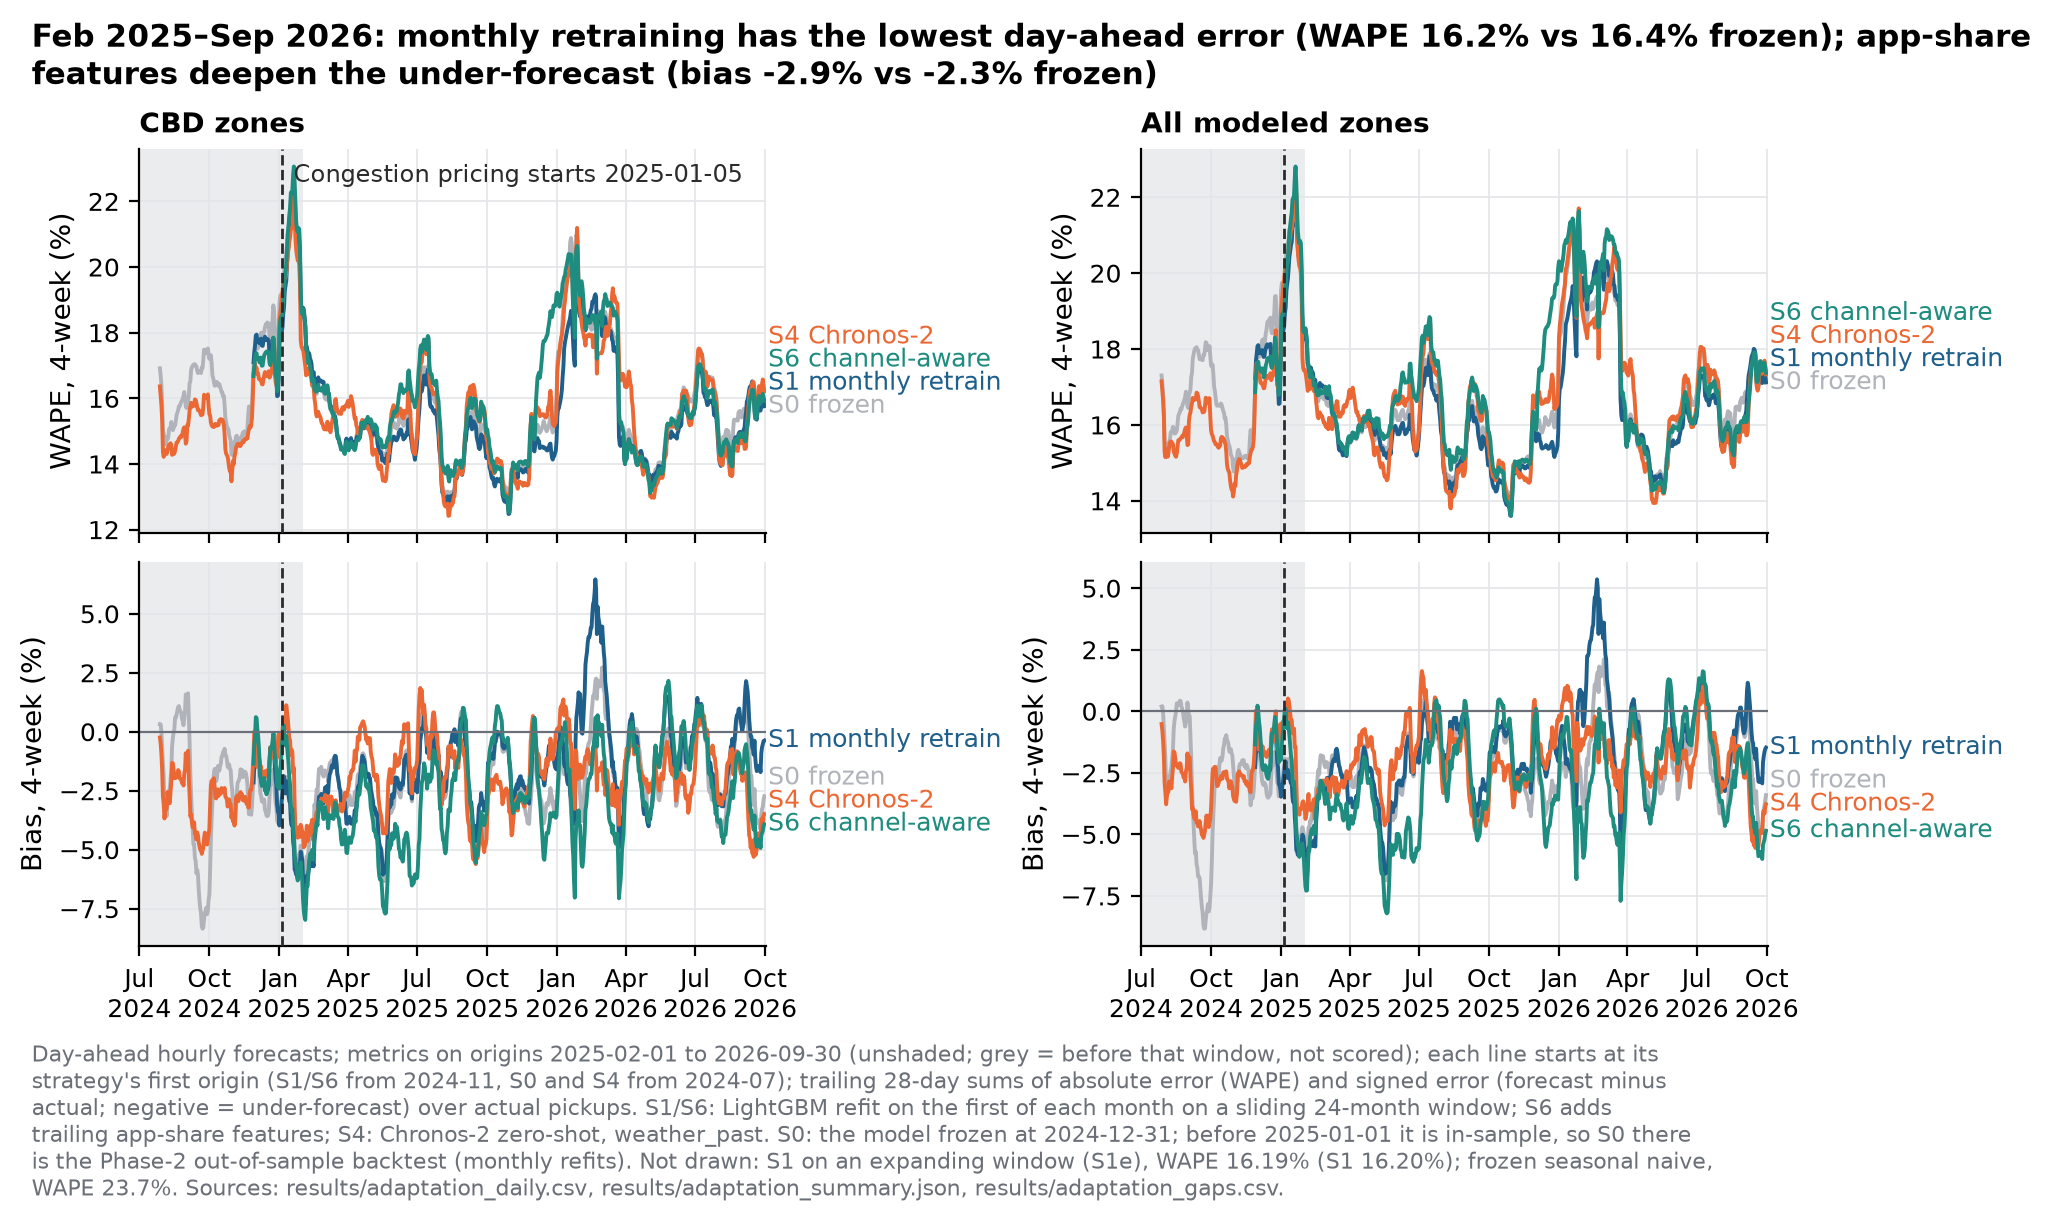 Feb 2025–Sep 2026: monthly retraining has the lowest day-ahead error (WAPE 16.2% vs 16.4% frozen); app-share
features deepen the under-forecast (bias -2.9% vs -2.3% frozen)
CBD zones
All modeled zones
Congestion pricing starts 2025-01-05
WAPE, 4-week (%)
22
20
18
16
14
12
S4 Chronos-2
S6 channel-aware
S1 monthly retrain
S0 frozen
WAPE, 4-week (%)
22
20
18
16
14
S6 channel-aware
S4 Chronos-2
S1 monthly retrain
S0 frozen
Bias, 4-week (%)
5.0
2.5
0.0
−2.5
−5.0
−7.5
S1 monthly retrain
S0 frozen
S4 Chronos-2
S6 channel-aware
Jul Oct Jan Apr Jul Oct Jan Apr Jul Oct
2024 2024 2025 2025 2025 2025 2026 2026 2026 2026
Bias, 4-week (%)
5.0
2.5
0.0
−2.5
−5.0
−7.5
S1 monthly retrain
S0 frozen
S4 Chronos-2
S6 channel-aware
Jul Oct Jan Apr Jul Oct Jan Apr Jul Oct
2024 2024 2025 2025 2025 2025 2026 2026 2026 2026
Day-ahead hourly forecasts; metrics on origins 2025-02-01 to 2026-09-30 (unshaded; grey = before that window, not scored); each line starts at its
strategy's first origin (S1/S6 from 2024-11, S0 and S4 from 2024-07); trailing 28-day sums of absolute error (WAPE) and signed error (forecast minus
actual; negative = under-forecast) over actual pickups. S1/S6: LightGBM refit on the first of each month on a sliding 24-month window; S6 adds
trailing app-share features; S4: Chronos-2 zero-shot, weather_past. S0: the model frozen at 2024-12-31; before 2025-01-01 it is in-sample, so S0 there
is the Phase-2 out-of-sample backtest (monthly refits). Not drawn: S1 on an expanding window (S1e), WAPE 16.19% (S1 16.20%); frozen seasonal naive,
WAPE 23.7%. Sources: results/adaptation_daily.csv, results/adaptation_summary.json, results/adaptation_gaps.csv.